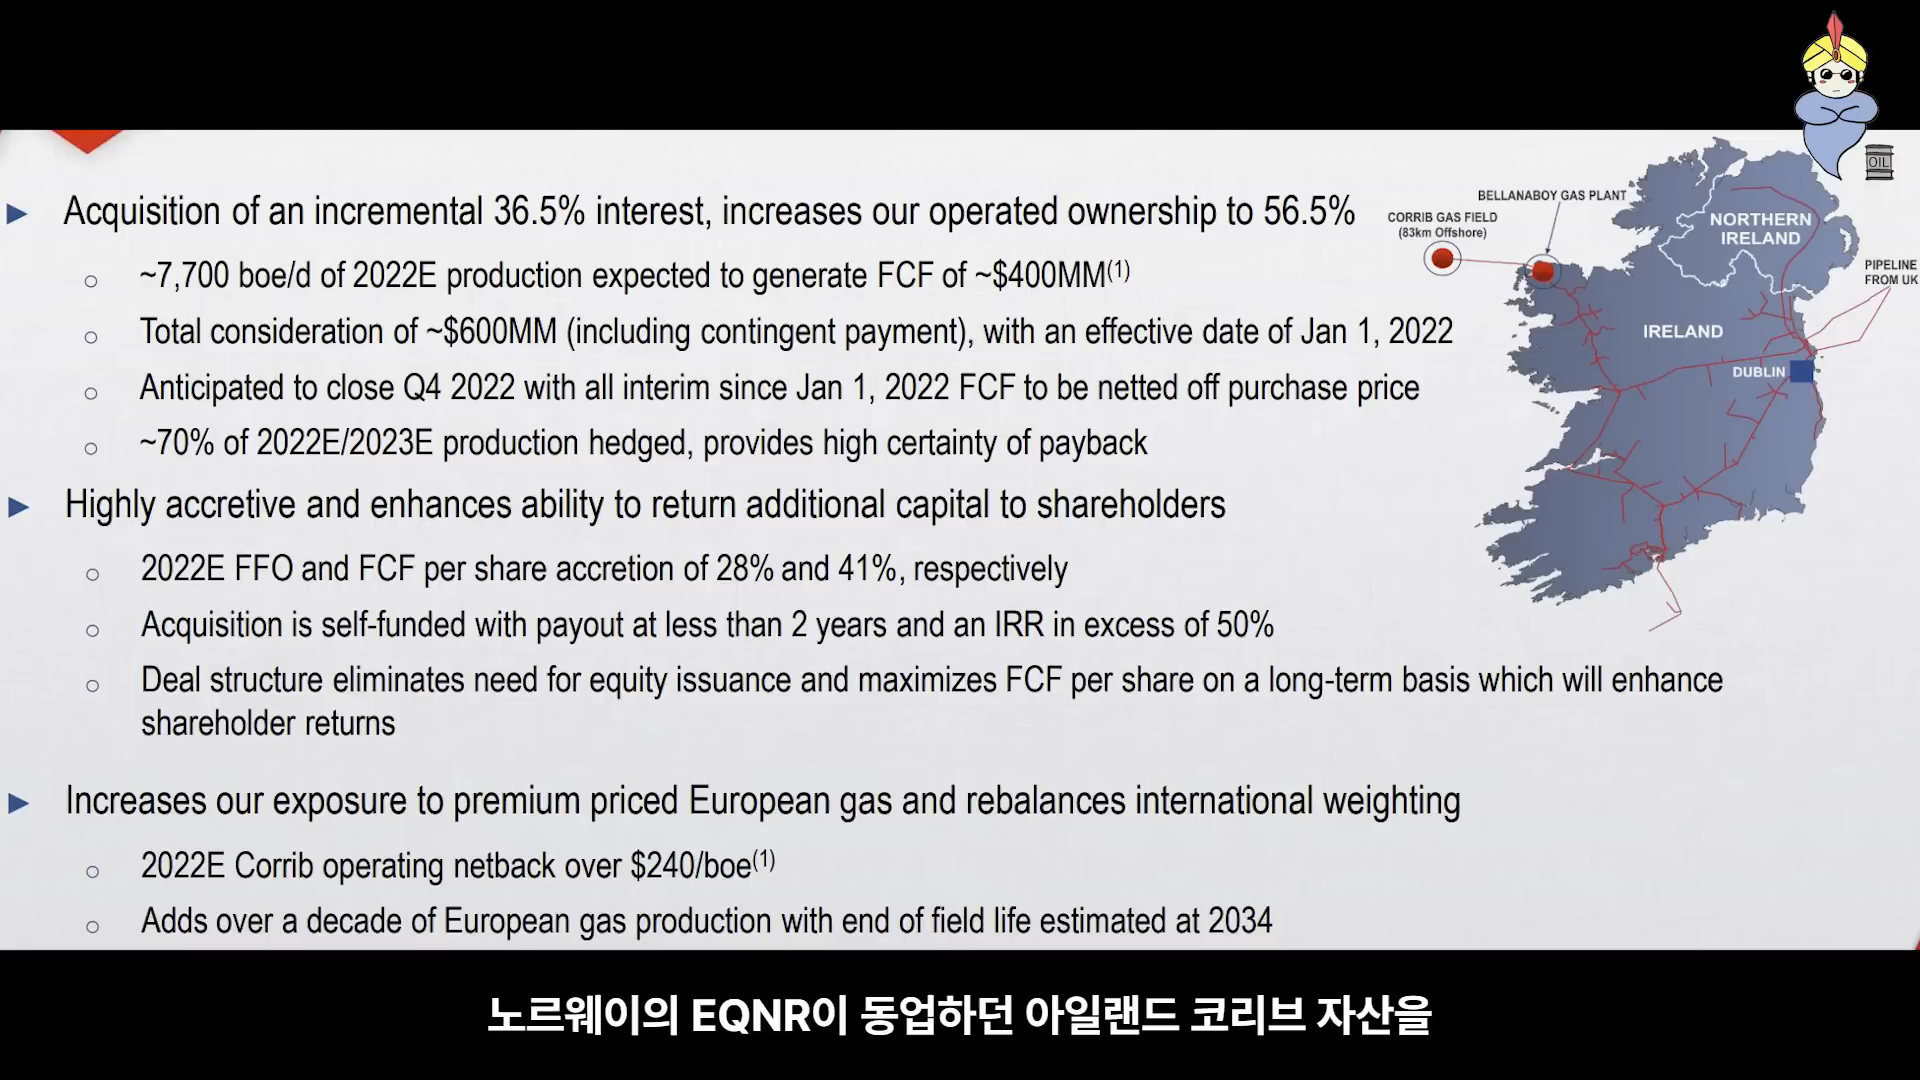 OIL
► Acquisition of an incremental 36.5% interest, increases our operated ownership to 56.5%
○ ~7,700 boe/d of 2022E production expected to generate FCF of ~$400MM(1)
○ Total consideration of ~$600MM (including contingent payment), with an effective date of Jan 1, 2022
○ Anticipated to close Q4 2022 with all interim since Jan 1, 2022 FCF to be netted off purchase price
○ ~70% of 2022E/2023E production hedged, provides high certainty of payback
► Highly accretive and enhances ability to return additional capital to shareholders
○ 2022E FFO and FCF per share accretion of 28% and 41%, respectively
○ Acquisition is self-funded with payout at less than 2 years and an IRR in excess of 50%
○ Deal structure eliminates need for equity issuance and maximizes FCF per share on a long-term basis which will enhance
shareholder returns
► Increases our exposure to premium priced European gas and rebalances international weighting
○ 2022E Corrib operating netback over $240/boe(1)
○ Adds over a decade of European gas production with end of field life estimated at 2034
BELLANABOY GAS PLANT
CORRIB GAS FIELD
(83km Offshore)
NORTHERN
IRELAND
PIPELINE
FROM UK
IRELAND
DUBLIN
노르웨이의 EQNR이 동업하던 아일랜드 코리브 자산을